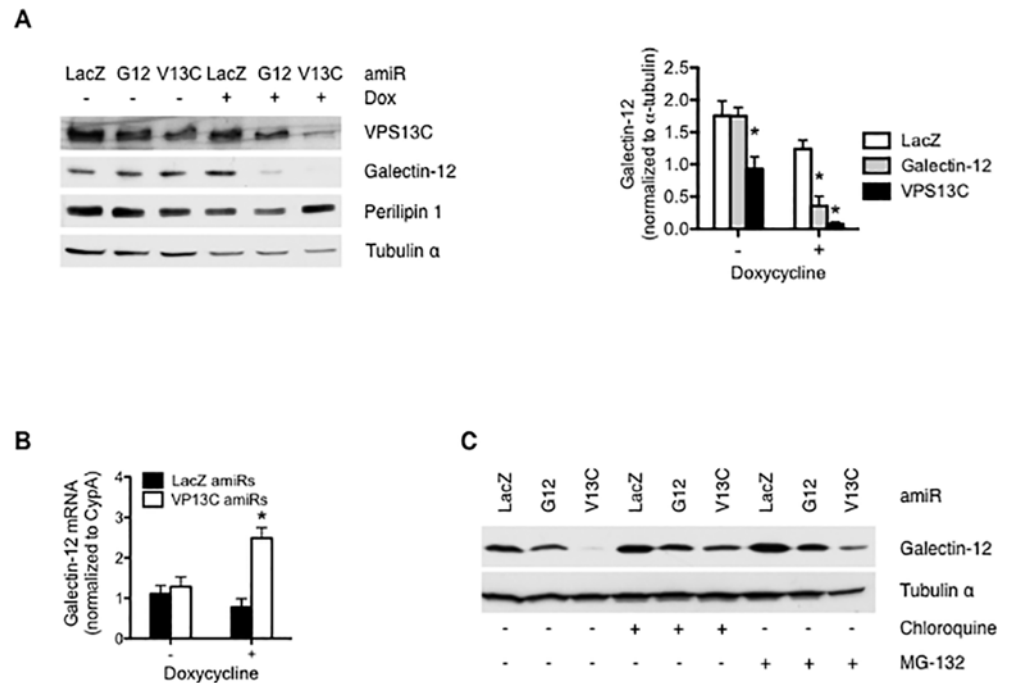 A
LacZ G12 V13C LacZ G12 V13C amiR
- - - + + + Dox
VPS13C
Galectin-12
Perilipin 1
Tubulin α
Galectin-12
(normalized to α-tubulin)
2.5
2.0
1.5
1.0
0.5
0.0
*
*
*
- +
Doxycycline
LacZ
Galectin-12
VPS13C
B
Galectin-12 mRNA
(normalized to CypA)
4
3
2
1
0
LacZ amiRs
VP13C amiRs
*
- +
Doxycycline
C
LacZ G12 V13C LacZ G12 V13C LacZ G12 V13C amiR
Galectin-12
Tubulin α
- - - + + + - - - Chloroquine
- - - - - - + + + MG-132